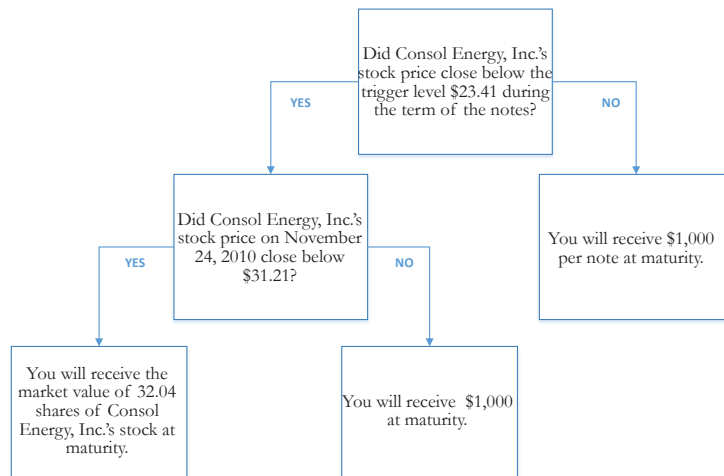 Did Consol Energy, Inc.'s
stock price close below the
trigger level $23.41 during
the term of the notes?
YES
NO
Did Consol Energy, Inc.'s
stock price on November
24, 2010 close below
$31.21?
You will receive $1,000
per note at maturity.
YES
NO
You will receive the
market value of 32.04
shares of Consol
Energy, Inc.'s stock at
maturity.
You will receive  $1,000
at maturity.